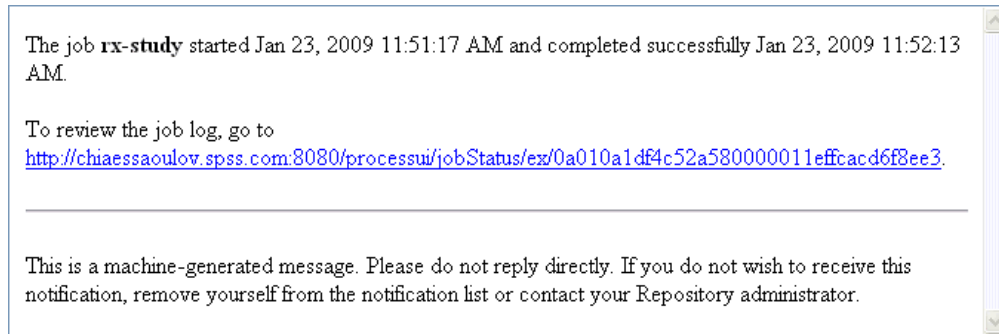 The job rx-study started Jan 23, 2009 11:51:17 AM and completed successfully Jan 23, 2009 11:52:13
AM.
To review the job log, go to
http://chiaessaoulov.spss.com:8080/processui/jobStatus/ex/0a010a1df4c52a580000011effcacd6f8ee3.
This is a machine-generated message. Please do not reply directly. If you do not wish to receive this
notification, remove yourself from the notification list or contact your Repository administrator.